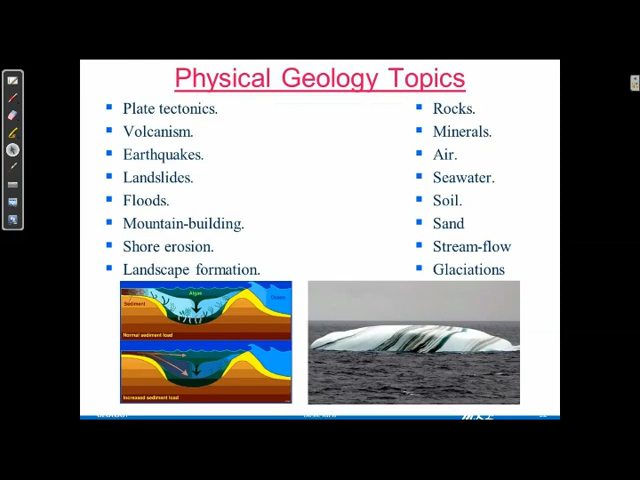 Physical Geology Topics
Plate tectonics.
Volcanism.
Earthquakes.
Landslides.
Floods.
Mountain-building.
Shore erosion.
Landscape formation.
Rocks.
Minerals.
Air.
Seawater.
Soil.
Sand
Stream-flow
Glaciations
Algae
Ocean
Sediment
Normal sediment load
Increased sediment load